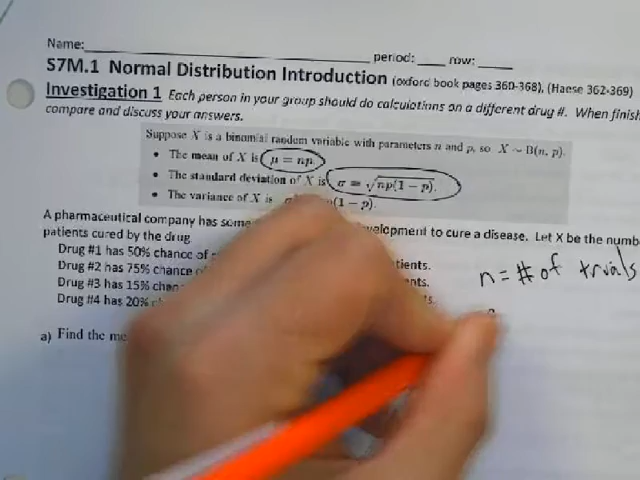 Name: period: row:
S7M.1 Normal Distribution Introduction (oxford book pages 360-368), (Haese 362-369)
Investigation 1 Each person in your group should do calculations on a different drug #. When finish
compare and discuss your answers.
Suppose X is a binomial random variable with parameters n and p, so X ~ B(n, p).
• The mean of X is μ = np.
• The standard deviation of X is σ = √np(1 − p).
• The variance of X is (1 − p).
A pharmaceutical company has some velopment to cure a disease. Let X be the numb
patients cured by the drug
Drug #1 has 50% chance of tients.
Drug #2 has 75% chance nts.
Drug #3 has 15% chan ts.
Drug #4 has 20%
n = # of trials
a) Find the me